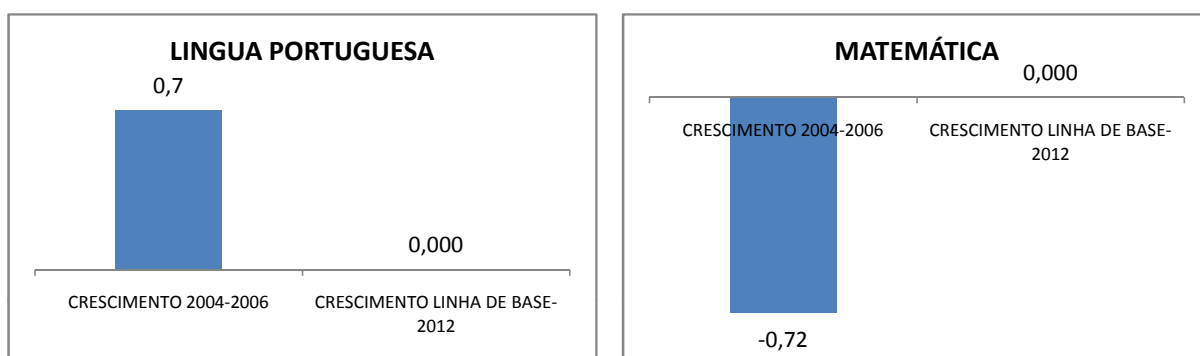 LINGUA PORTUGUESA
0,7
0,000
CRESCIMENTO 2004-2006
CRESCIMENTO LINHA DE BASE-
2012
MATEMÁTICA
0,000
CRESCIMENTO 2004-2006
CRESCIMENTO LINHA DE BASE-
2012
-0,72